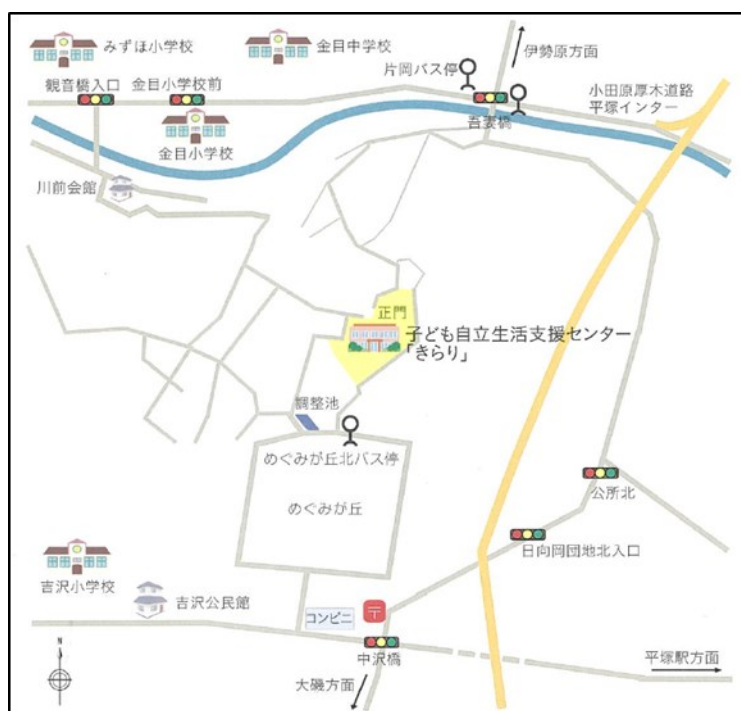 みずほ小学校
金目中学校
伊勢原方面
片岡バス停
小田原厚木道路
平塚インター
観音橋入口
金目小学校前
吾妻橋
金目小学校
川前会館
正門
子ども自立生活支援センター
「きらり」
調整池
めぐみが丘北バス停
めぐみが丘
公所北
日向岡団地北入口
吉沢小学校
吉沢公民館
コンビニ
〒
中沢橋
N
大磯方面
平塚駅方面